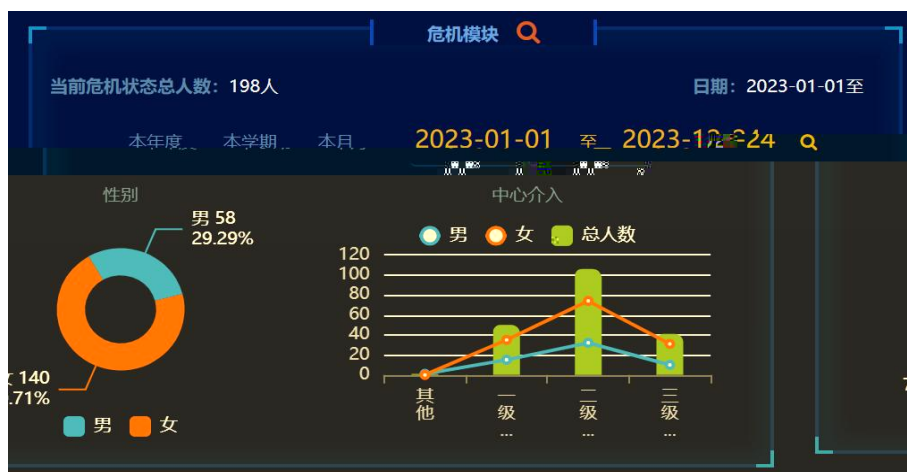 危机模块
当前危机状态总人数：198人
日期：2023-01-01至
本年度 本学期 本月 2023-01-01 至
性别
男 58
29.29%
140
.71%
男 女
中心介入
男 女 总人数
120
100
80
60
40
20
0
其他 一级... 二级... 三级...